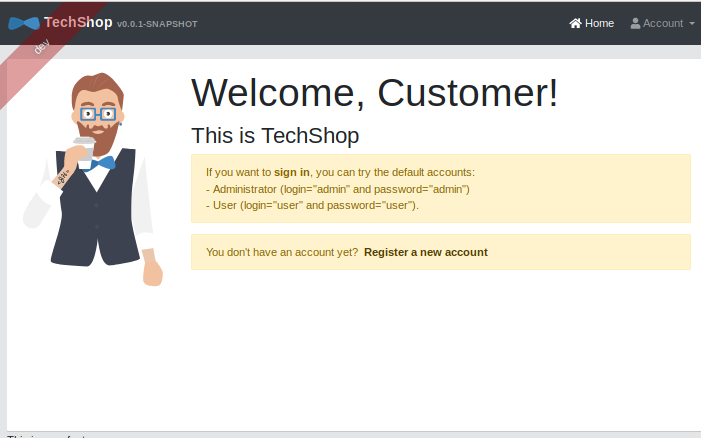 TechShop v0.0.1-SNAPSHOT
Home
Account
dev
Welcome, Customer!
This is TechShop
If you want to sign in, you can try the default accounts:
- Administrator (login="admin" and password="admin")
- User (login="user" and password="user").
You don't have an account yet? Register a new account